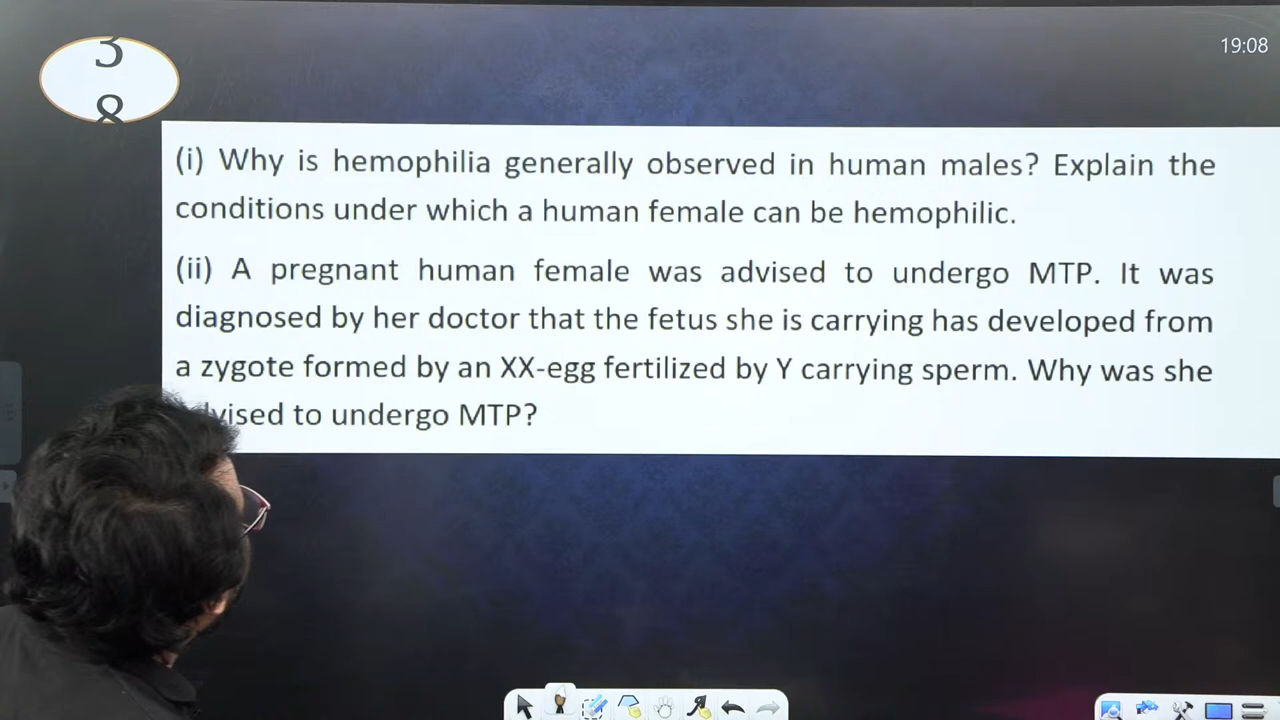 3
8
19:08
(i) Why is hemophilia generally observed in human males? Explain the
conditions under which a human female can be hemophilic.
(ii) A pregnant human female was advised to undergo MTP. It was
diagnosed by her doctor that the fetus she is carrying has developed from
a zygote formed by an XX-egg fertilized by Y carrying sperm. Why was she
vised to undergo MTP?